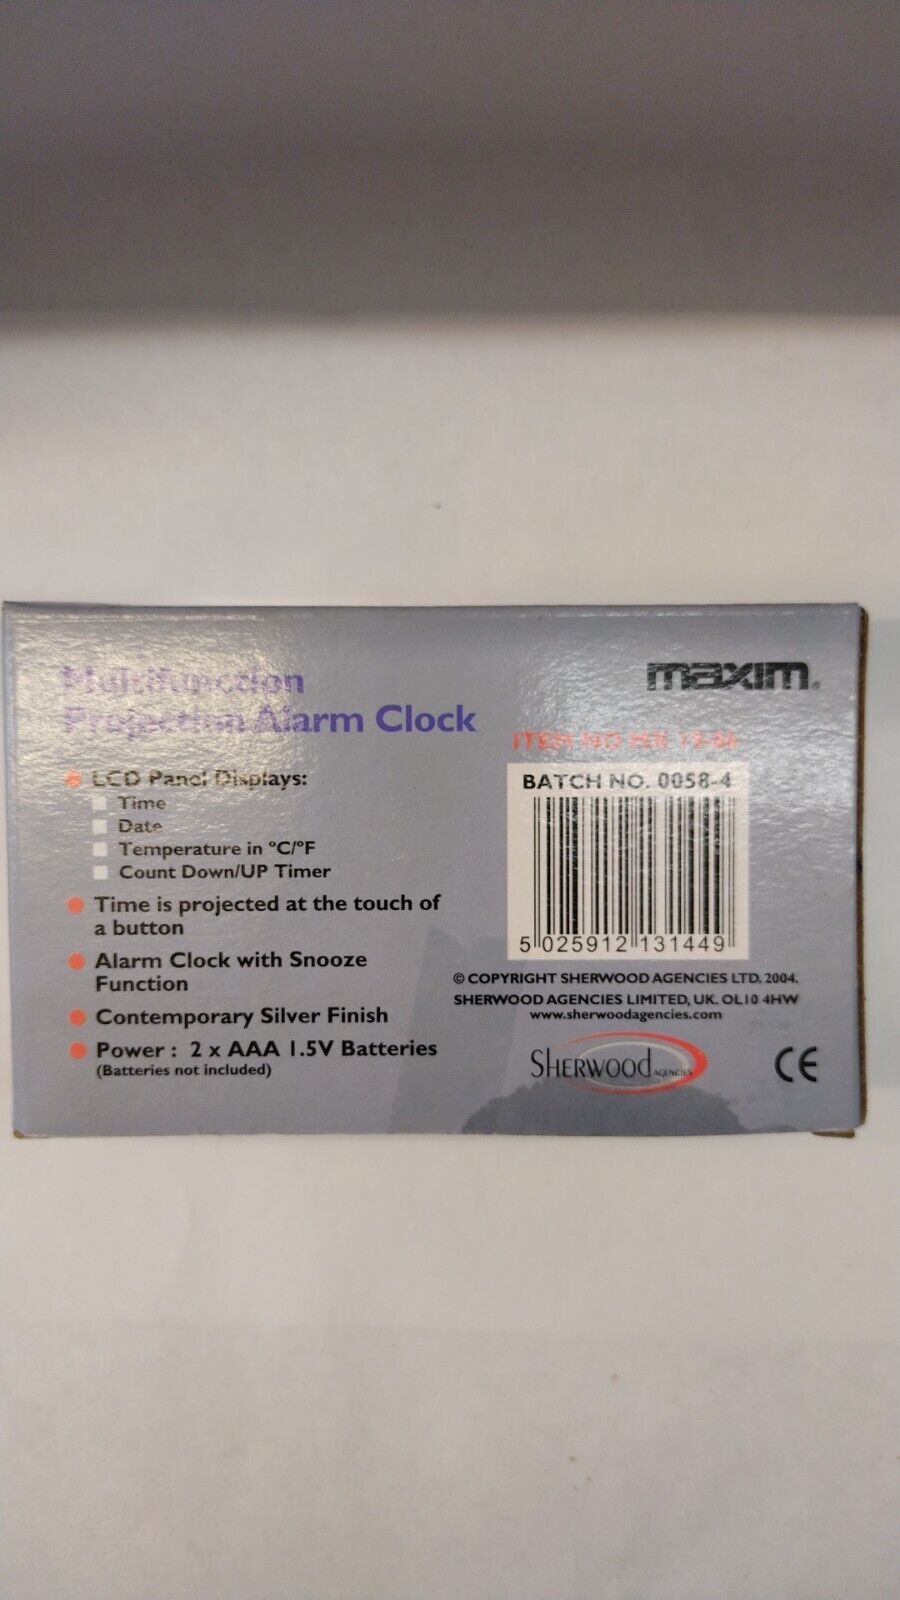 Multifunction
Projection Alarm Clock
LCD Panel Displays:
Time
Date
Temperature in °C/°F
Count Down/UP Timer
Time is projected at the touch of
a button
Alarm Clock with Snooze
Function
Contemporary Silver Finish
Power : 2 x AAA 1.5V Batteries
(Batteries not included)
maxim®
ITEM NO
BATCH NO. 0058-4
5 025912 131449
© COPYRIGHT SHERWOOD AGENCIES LTD. 2004.
SHERWOOD AGENCIES LIMITED, UK. OL10 4HW
www.sherwoodagencies.com
SHERWOOD AGENCIES
CE